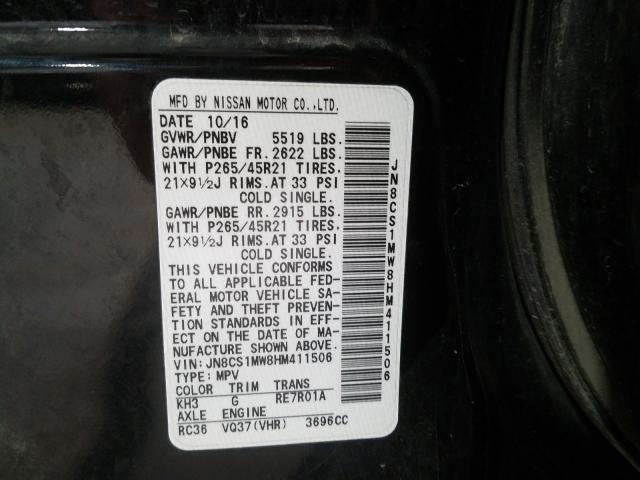 MFD BY NISSAN MOTOR CO.,LTD.
DATE 10/16
GVWR/PNBV 5519 LBS.
GAWR/PNBE FR. 2622 LBS.
WITH P265/45R21 TIRES,
21×9½J RIMS.AT 33 PSI
COLD SINGLE.
GAWR/PNBE RR. 2915 LBS.
WITH P265/45R21 TIRES,
21×9½J RIMS.AT 33 PSI
COLD SINGLE.
THIS VEHICLE CONFORMS
TO ALL APPLICABLE FED-
ERAL MOTOR VEHICLE SA-
FETY AND THEFT PREVEN-
TION STANDARDS IN EFF-
ECT ON THE DATE OF MA-
NUFACTURE SHOWN ABOVE.
VIN:JN8CS1MW8HM411506
TYPE:MPV
COLOR TRIM TRANS
KH3 G RE7R01A
AXLE ENGINE
RC36 VQ37(VHR) 3696CC
JN8CS1MW8HM411506